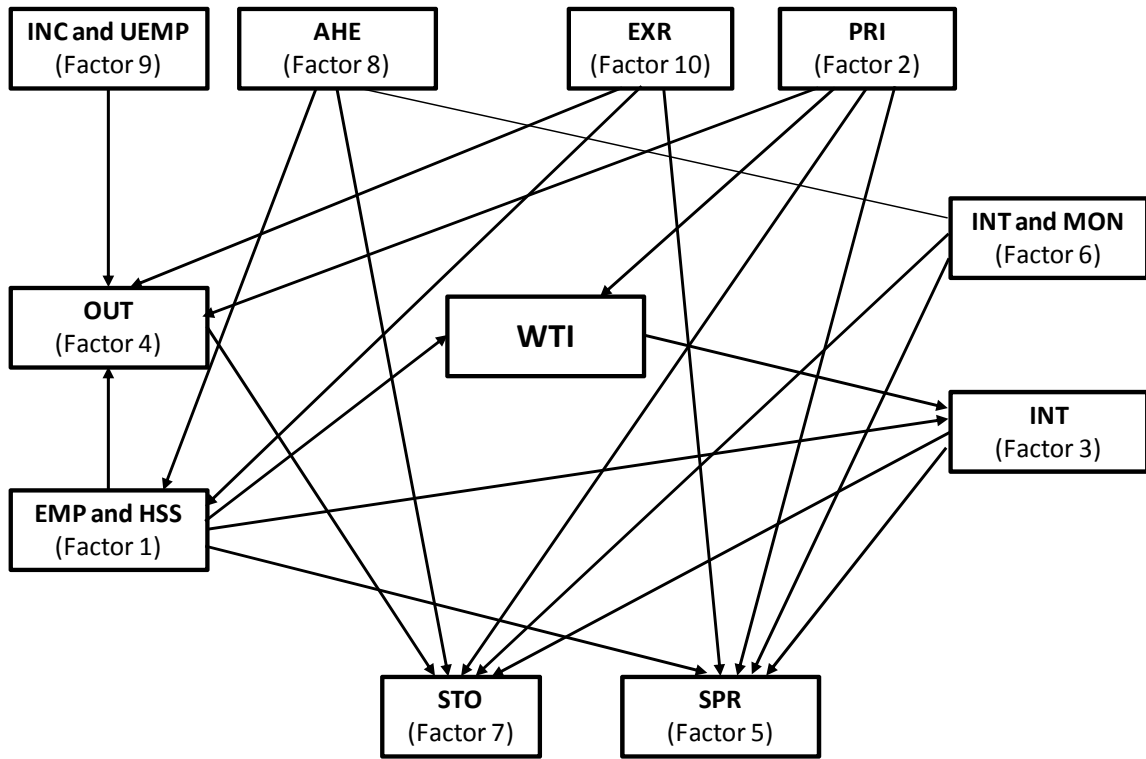 INC and UEMP
(Factor 9)
AHE
(Factor 8)
EXR
(Factor 10)
PRI
(Factor 2)
INT and MON
(Factor 6)
OUT
(Factor 4)
WTI
INT
(Factor 3)
EMP and HSS
(Factor 1)
STO
(Factor 7)
SPR
(Factor 5)